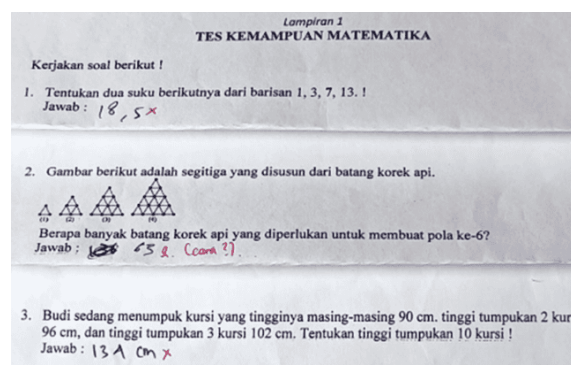 Lampiran 1
TES KEMAMPUAN MATEMATIKA
Kerjakan soal berikut !
1. Tentukan dua suku berikutnya dari barisan 1, 3, 7, 13. !
Jawab : 18, 5 ×
2. Gambar berikut adalah segitiga yang disusun dari batang korek api.
(1) (2) (3) (4)
Berapa banyak batang korek api yang diperlukan untuk membuat pola ke-6?
Jawab : 65 (cara ?).
3. Budi sedang menumpuk kursi yang tingginya masing-masing 90 cm. tinggi tumpukan 2 kur
96 cm, dan tinggi tumpukan 3 kursi 102 cm. Tentukan tinggi tumpukan 10 kursi !
Jawab : 131 cm ×